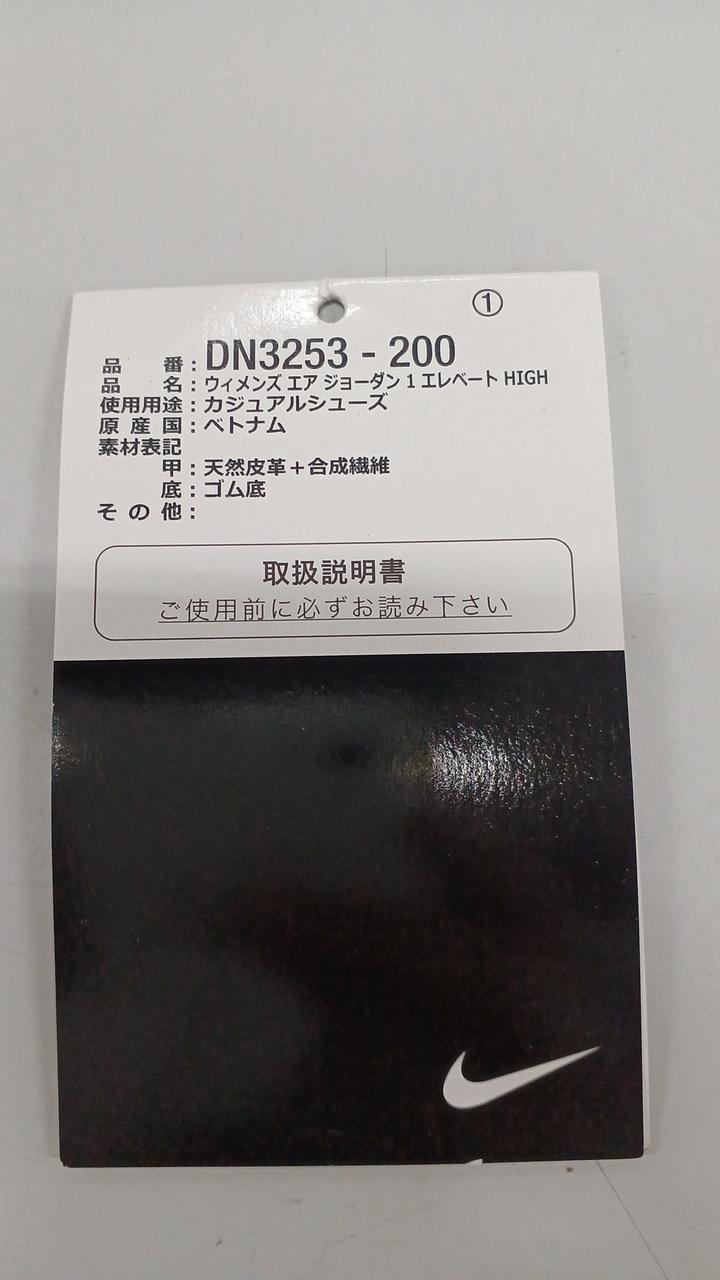 ①
品番：DN3253 - 200
品名：ウィメンズ エア ジョーダン 1 エレベート HIGH
使用用途：カジュアルシューズ
原産国：ベトナム
素材表記
甲：天然皮革＋合成繊維
底：ゴム底
その他：
取扱説明書
ご使用前に必ずお読み下さい